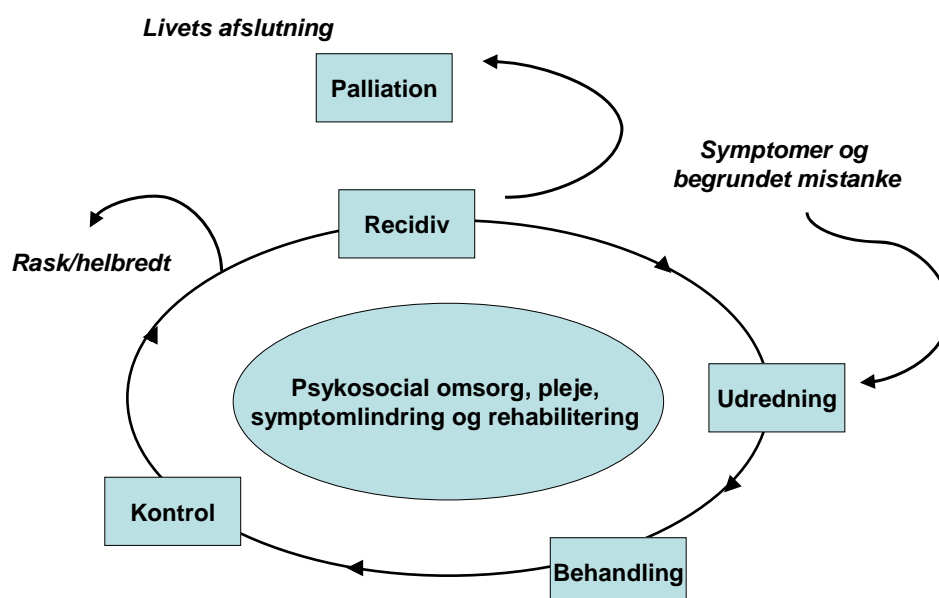 Livets afslutning
Palliation
Symptomer og
begrundet mistanke
Recidiv
Rask/helbredt
Psykosocial omsorg, pleje,
symptomlindring og rehabilitering
Udredning
Kontrol
Behandling